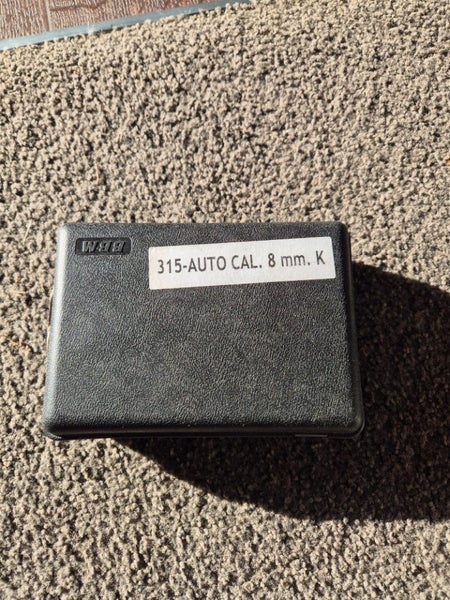 BBM
315-AUTO CAL. 8 mm. K